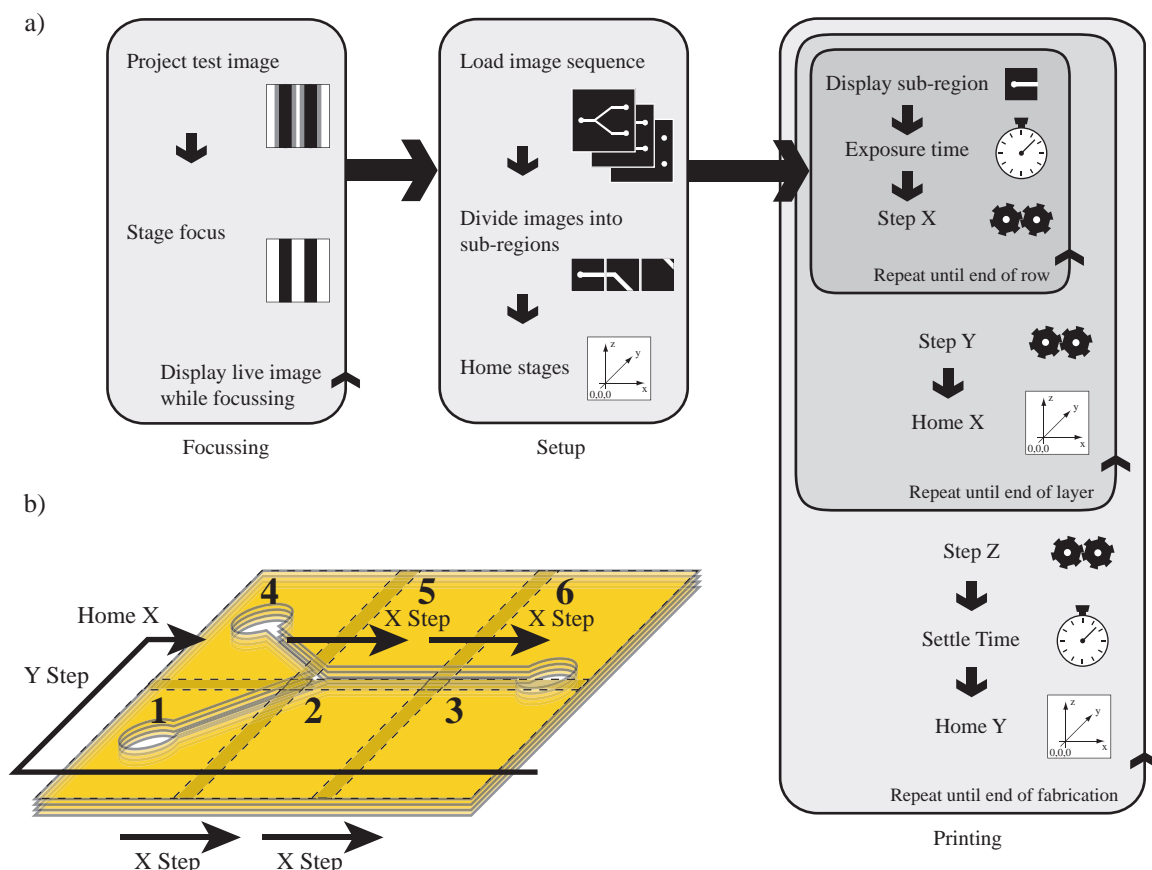 a)
Project test image
Stage focus
Display live image
while focussing
Focussing
Load image sequence
Divide images into
sub-regions
Home stages
z
y
x
0,0,0
Setup
Display sub-region
Exposure time
Step X
Repeat until end of row
Step Y
Home X
z
y
x
0,0,0
Repeat until end of layer
Step Z
Settle Time
Home Y
z
y
x
0,0,0
Repeat until end of fabrication
Printing
b)
4
5
6
Home X
X Step
X Step
Y Step
1
2
3
X Step
X Step